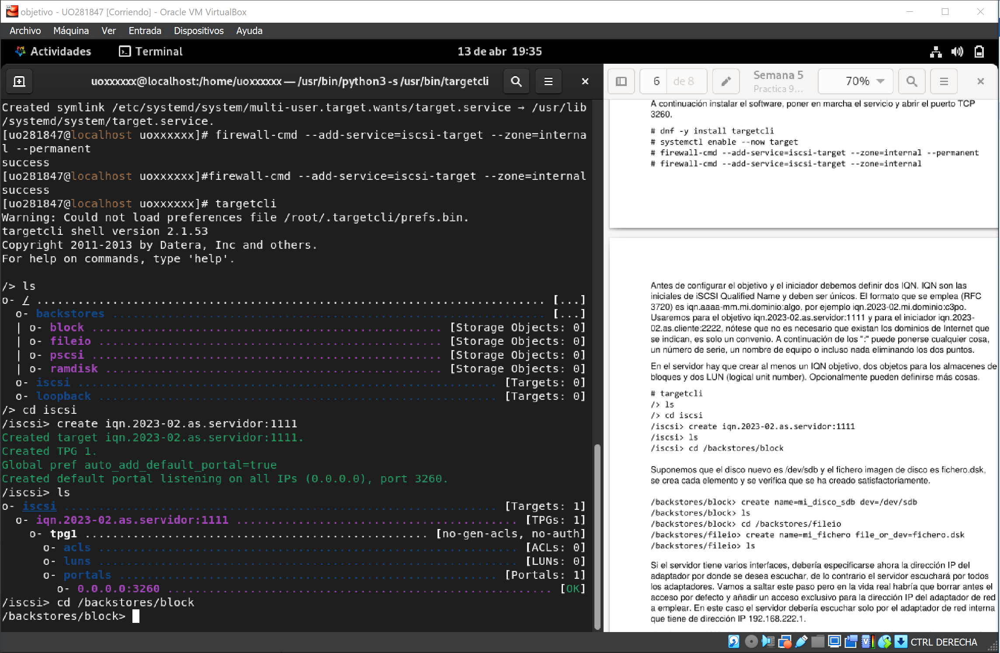 objetivo - UO281847 [Corriendo] - Oracle VM VirtualBox
Archivo Máquina Ver Entrada Dispositivos Ayuda
Actividades Terminal 13 de abr 19:35
uoxxxxxx@localhost:/home/uoxxxxxx — /usr/bin/python3 -s /usr/bin/targetcli
Created symlink /etc/systemd/system/multi-user.target.wants/target.service → /usr/lib
/systemd/system/target.service.
[uo281847@localhost uoxxxxxx]# firewall-cmd --add-service=iscsi-target --zone=interna
l --permanent
success
[uo281847@localhost uoxxxxxx]#firewall-cmd --add-service=iscsi-target --zone=internal
success
[uo281847@localhost uoxxxxxx]# targetcli
Warning: Could not load preferences file /root/.targetcli/prefs.bin.
targetcli shell version 2.1.53
Copyright 2011-2013 by Datera, Inc and others.
For help on commands, type 'help'.
/> ls
o- / .......................................................................... [...]
o- backstores ............................................................... [...]
| o- block ................................................... [Storage Objects: 0]
| o- fileio .................................................. [Storage Objects: 0]
| o- pscsi ................................................... [Storage Objects: 0]
| o- ramdisk ................................................. [Storage Objects: 0]
o- iscsi ............................................................. [Targets: 0]
o- loopback .......................................................... [Targets: 0]
/> cd iscsi
/iscsi> create iqn.2023-02.as.servidor:1111
Created target iqn.2023-02.as.servidor:1111.
Created TPG 1.
Global pref auto_add_default_portal=true
Created default portal listening on all IPs (0.0.0.0), port 3260.
/iscsi> ls
o- iscsi ............................................................... [Targets: 1]
o- iqn.2023-02.as.servidor:1111 ......................................... [TPGs: 1]
o- tpg1 .................................................. [no-gen-acls, no-auth]
o- acls ............................................................. [ACLs: 0]
o- luns ............................................................. [LUNs: 0]
o- portals ....................................................... [Portals: 1]
o- 0.0.0.0:3260 ........................................................ [OK]
/iscsi> cd /backstores/block
/backstores/block>
6 de 8
Semana 5
Practica 9...
70%
A continuación instalar el software, poner en marcha el servicio y abrir el puerto TCP
3260.
# dnf -y install targetcli
# systemctl enable --now target
# firewall-cmd --add-service=iscsi-target --zone=internal --permanent
# firewall-cmd --add-service=iscsi-target --zone=internal
Antes de configurar el objetivo y el iniciador debemos definir dos IQN. IQN son las
iniciales de iSCSI Qualified Name y deben ser únicos. El formato que se emplea (RFC
3720) es iqn.aaaa-mm.mi.dominio:algo, por ejemplo iqn.2023-02.mi.dominio:c3po.
Usaremos para el objetivo iqn.2023-02.as.servidor:1111 y para el iniciador iqn.2023-
02.as.cliente:2222, nótese que no es necesario que existan los dominios de Internet que
se indican, es solo un convenio. A continuación de los ":" puede ponerse cualquier cosa,
un número de serie, un nombre de equipo o incluso nada eliminando los dos puntos.
En el servidor hay que crear al menos un IQN objetivo, dos objetos para los almacenes de
bloques y dos LUN (logical unit number). Opcionalmente pueden definirse más cosas.
# targetcli
/> ls
/> cd iscsi
/iscsi> create iqn.2023-02.as.servidor:1111
/iscsi> ls
/iscsi> cd /backstores/block
Suponemos que el disco nuevo es /dev/sdb y el fichero imagen de disco es fichero.dsk,
se crea cada elemento y se verifica que se ha creado satisfactoriamente.
/backstores/block> create name=mi_disco_sdb dev=/dev/sdb
/backstores/block> ls
/backstores/block> cd /backstores/fileio
/backstores/fileio> create name=mi_fichero file_or_dev=fichero.dsk
/backstores/fileio> ls
Si el servidor tiene varios interfaces, debería especificarse ahora la dirección IP del
adaptador por donde se desea escuchar, de lo contrario el servidor escuchará por todos
los adaptadores. Vamos a saltar este paso pero en la vida real habría que borrar antes el
acceso por defecto y añadir un acceso exclusivo para la dirección IP del adaptador de red
a emplear. En este caso el servidor debería escuchar solo por el adaptador de red interna
que tiene de dirección IP 192.168.222.1.
CTRL DERECHA